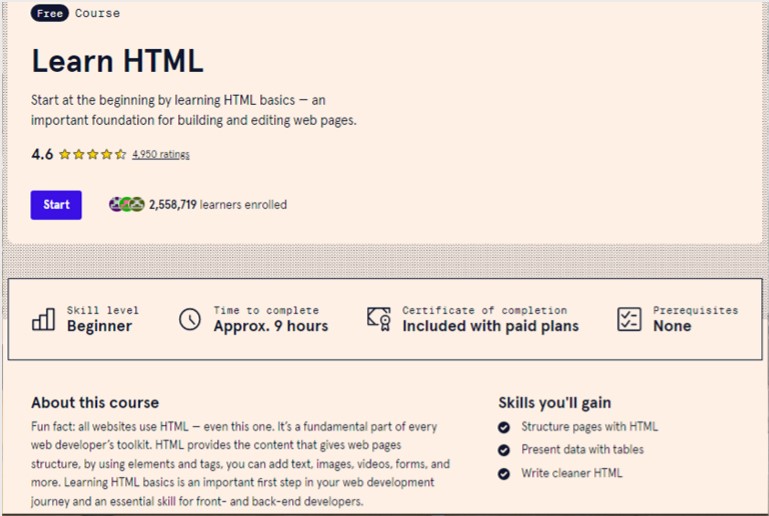 Free Course
Learn HTML
Start at the beginning by learning HTML basics — an
important foundation for building and editing web pages.
4.6 4,950 ratings
Start 2,558,719 learners enrolled
Skill level
Beginner
Time to complete
Approx. 9 hours
Certificate of completion
Included with paid plans
Prerequisites
None
About this course
Fun fact: all websites use HTML — even this one. It's a fundamental part of every
web developer's toolkit. HTML provides the content that gives web pages
structure, by using elements and tags, you can add text, images, videos, forms, and
more. Learning HTML basics is an important first step in your web development
journey and an essential skill for front- and back-end developers.
Skills you'll gain
Structure pages with HTML
Present data with tables
Write cleaner HTML